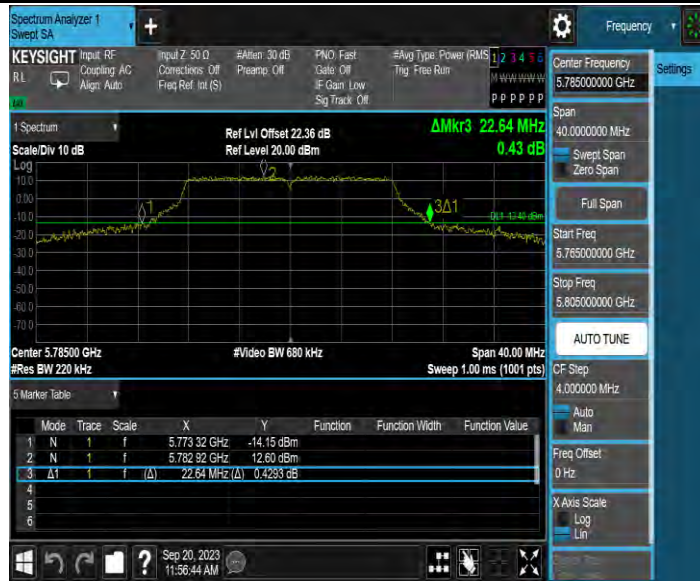 Spectrum Analyzer 1
Swept SA
+
Frequency
KEYSIGHT Input: RF Input Z: 50 Ω #Atten: 30 dB PNO: Fast #Avg Type: Power (RMS 1 2 3 4 5 6
RL Coupling: AC Corrections: Off Preamp: Off Gate: Off Trig: Free Run M W W W W W
Align: Auto Freq Ref: Int (S) IF Gain: Low
Sig Track: Off P P P P P P
1 Spectrum
Ref Lvl Offset 22.36 dB ΔMkr3 22.64 MHz
Scale/Div 10 dB Ref Level 20.00 dBm 0.43 dB
Log
10.0
0.00
-10.0
-20.0
-30.0
-40.0
-50.0
-60.0
-70.0
1
2
3Δ1
DL1 -13.40 dBm
Center 5.78500 GHz #Video BW 680 kHz Span 40.00 MHz
#Res BW 220 kHz Sweep 1.00 ms (1001 pts)
5 Marker Table
Mode Trace Scale X Y Function Function Width Function Value
1 N 1 f 5.773 32 GHz -14.15 dBm
2 N 1 f 5.782 92 GHz 12.60 dBm
3 Δ1 1 f (Δ) 22.64 MHz (Δ) 0.4293 dB
4
5
6
Sep 20, 2023
11:56:44 AM
?
Center Frequency
5.785000000 GHz
Settings
Span
40.0000000 MHz
Swept Span
Zero Span
Full Span
Start Freq
5.765000000 GHz
Stop Freq
5.805000000 GHz
AUTO TUNE
CF Step
4.000000 MHz
Auto
Man
Freq Offset
0 Hz
X Axis Scale
Log
Lin